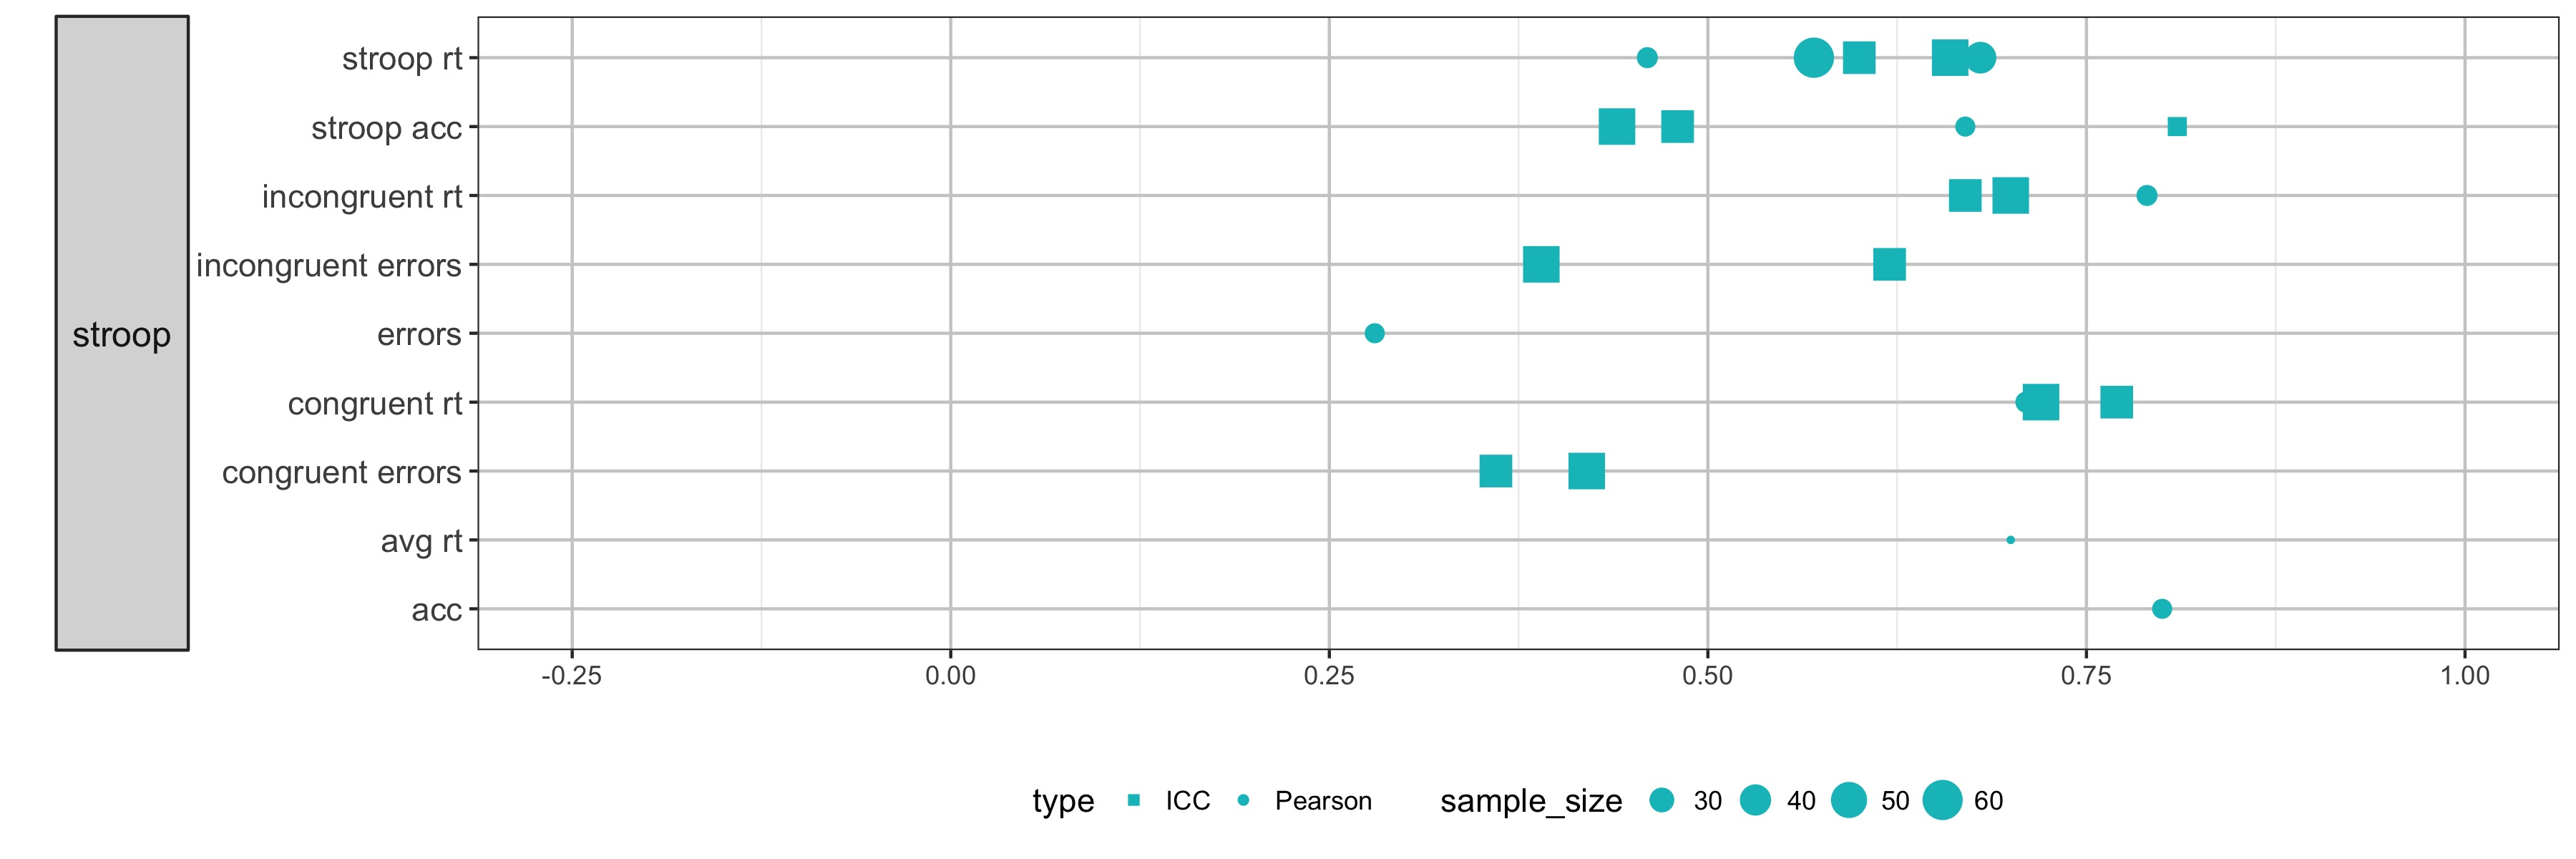 stroop
stroop rt
stroop acc
incongruent rt
incongruent errors
errors
congruent rt
congruent errors
avg rt
acc
-0.25 0.00 0.25 0.50 0.75 1.00
type ICC Pearson sample_size 30 40 50 60